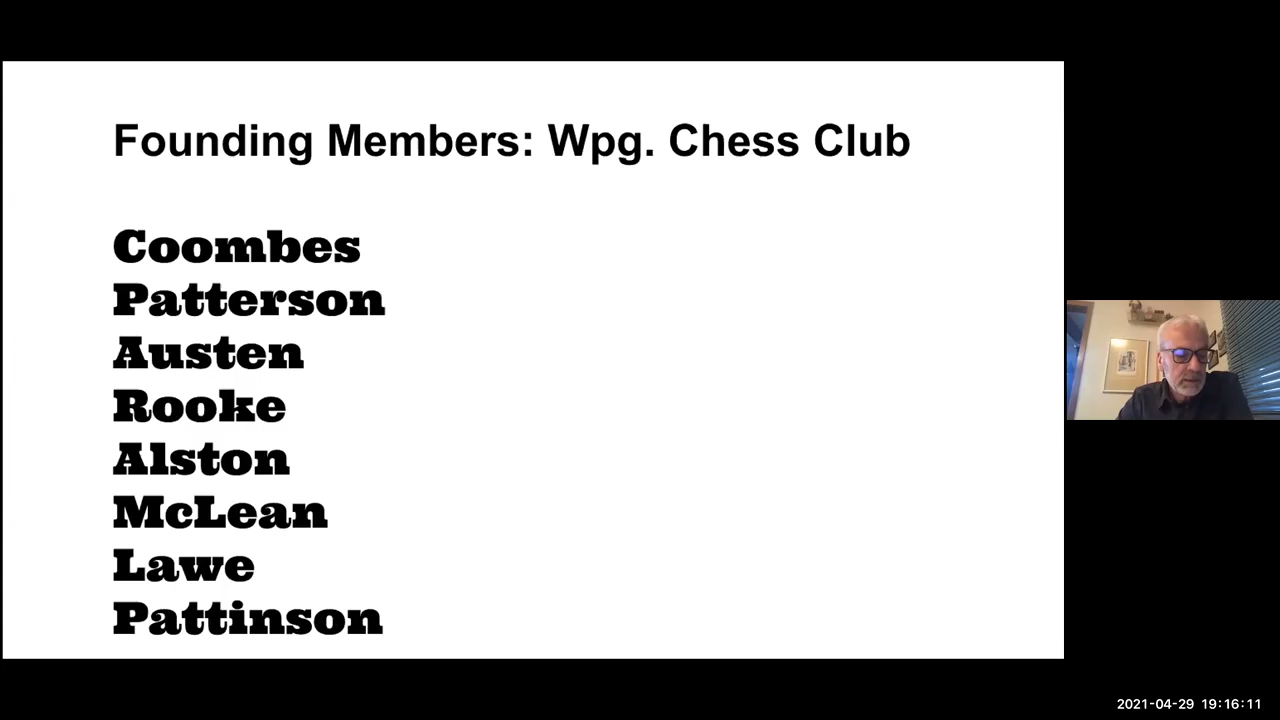 Founding Members: Wpg. Chess Club
Coombes
Patterson
Austen
Rooke
Alston
McLean
Lawe
Pattinson
2021-04-29 19:16:11